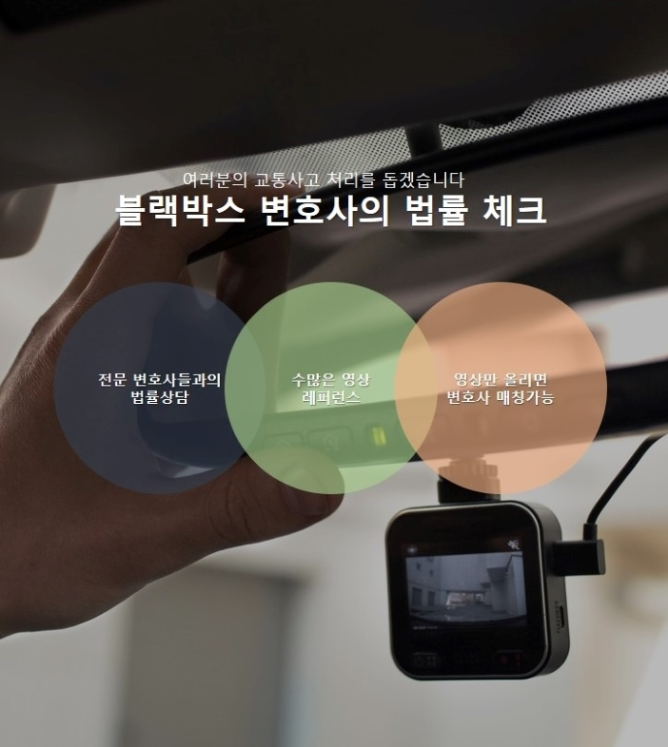 여러분의 교통사고 처리를 돕겠습니다
블랙박스 변호사의 법률 체크
전문 변호사들과의
법률상담
수많은 영상
레퍼런스
영상만 올리면
변호사 매칭가능